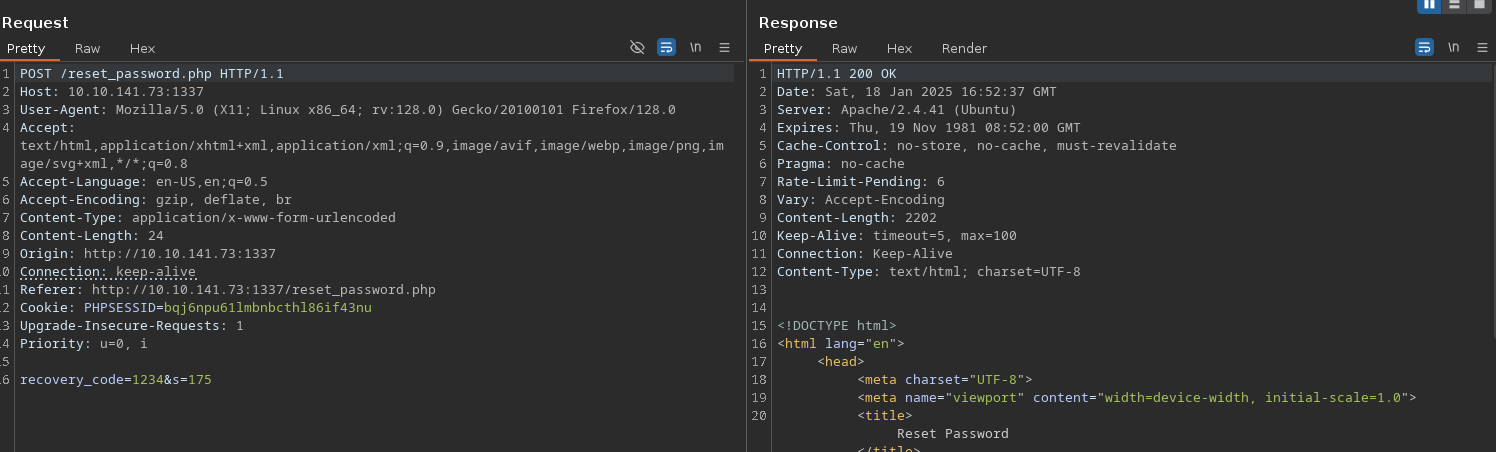 Request
Pretty Raw Hex \n
1 POST /reset_password.php HTTP/1.1
2 Host: 10.10.141.73:1337
3 User-Agent: Mozilla/5.0 (X11; Linux x86_64; rv:128.0) Gecko/20100101 Firefox/128.0
4 Accept:
text/html,application/xhtml+xml,application/xml;q=0.9,image/avif,image/webp,image/png,im
age/svg+xml,*/*;q=0.8
5 Accept-Language: en-US,en;q=0.5
6 Accept-Encoding: gzip, deflate, br
7 Content-Type: application/x-www-form-urlencoded
8 Content-Length: 24
9 Origin: http://10.10.141.73:1337
0 Connection: keep-alive
11 Referer: http://10.10.141.73:1337/reset_password.php
2 Cookie: PHPSESSID=bqj6npu61lmbnbcthl86if43nu
3 Upgrade-Insecure-Requests: 1
4 Priority: u=0, i
5
6 recovery_code=1234&s=175
Response
Pretty Raw Hex Render \n
1 HTTP/1.1 200 OK
2 Date: Sat, 18 Jan 2025 16:52:37 GMT
3 Server: Apache/2.4.41 (Ubuntu)
4 Expires: Thu, 19 Nov 1981 08:52:00 GMT
5 Cache-Control: no-store, no-cache, must-revalidate
6 Pragma: no-cache
7 Rate-Limit-Pending: 6
8 Vary: Accept-Encoding
9 Content-Length: 2202
10 Keep-Alive: timeout=5, max=100
11 Connection: Keep-Alive
12 Content-Type: text/html; charset=UTF-8
13
14
15 <!DOCTYPE html>
16 <html lang="en">
17 <head>
18 <meta charset="UTF-8">
19 <meta name="viewport" content="width=device-width, initial-scale=1.0">
20 <title>
Reset Password
</title>